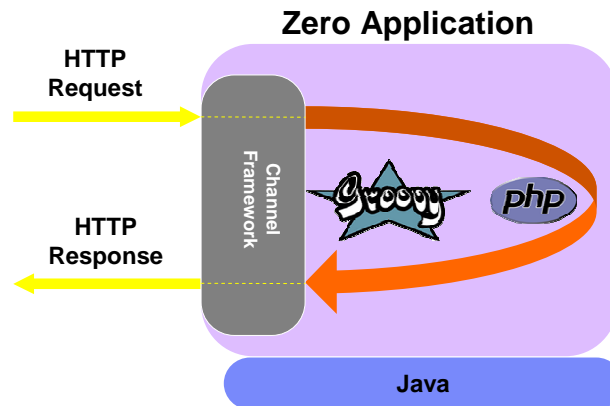 Zero Application
HTTP
Request
Channel
Framework
Groovy
php
HTTP
Response
Java